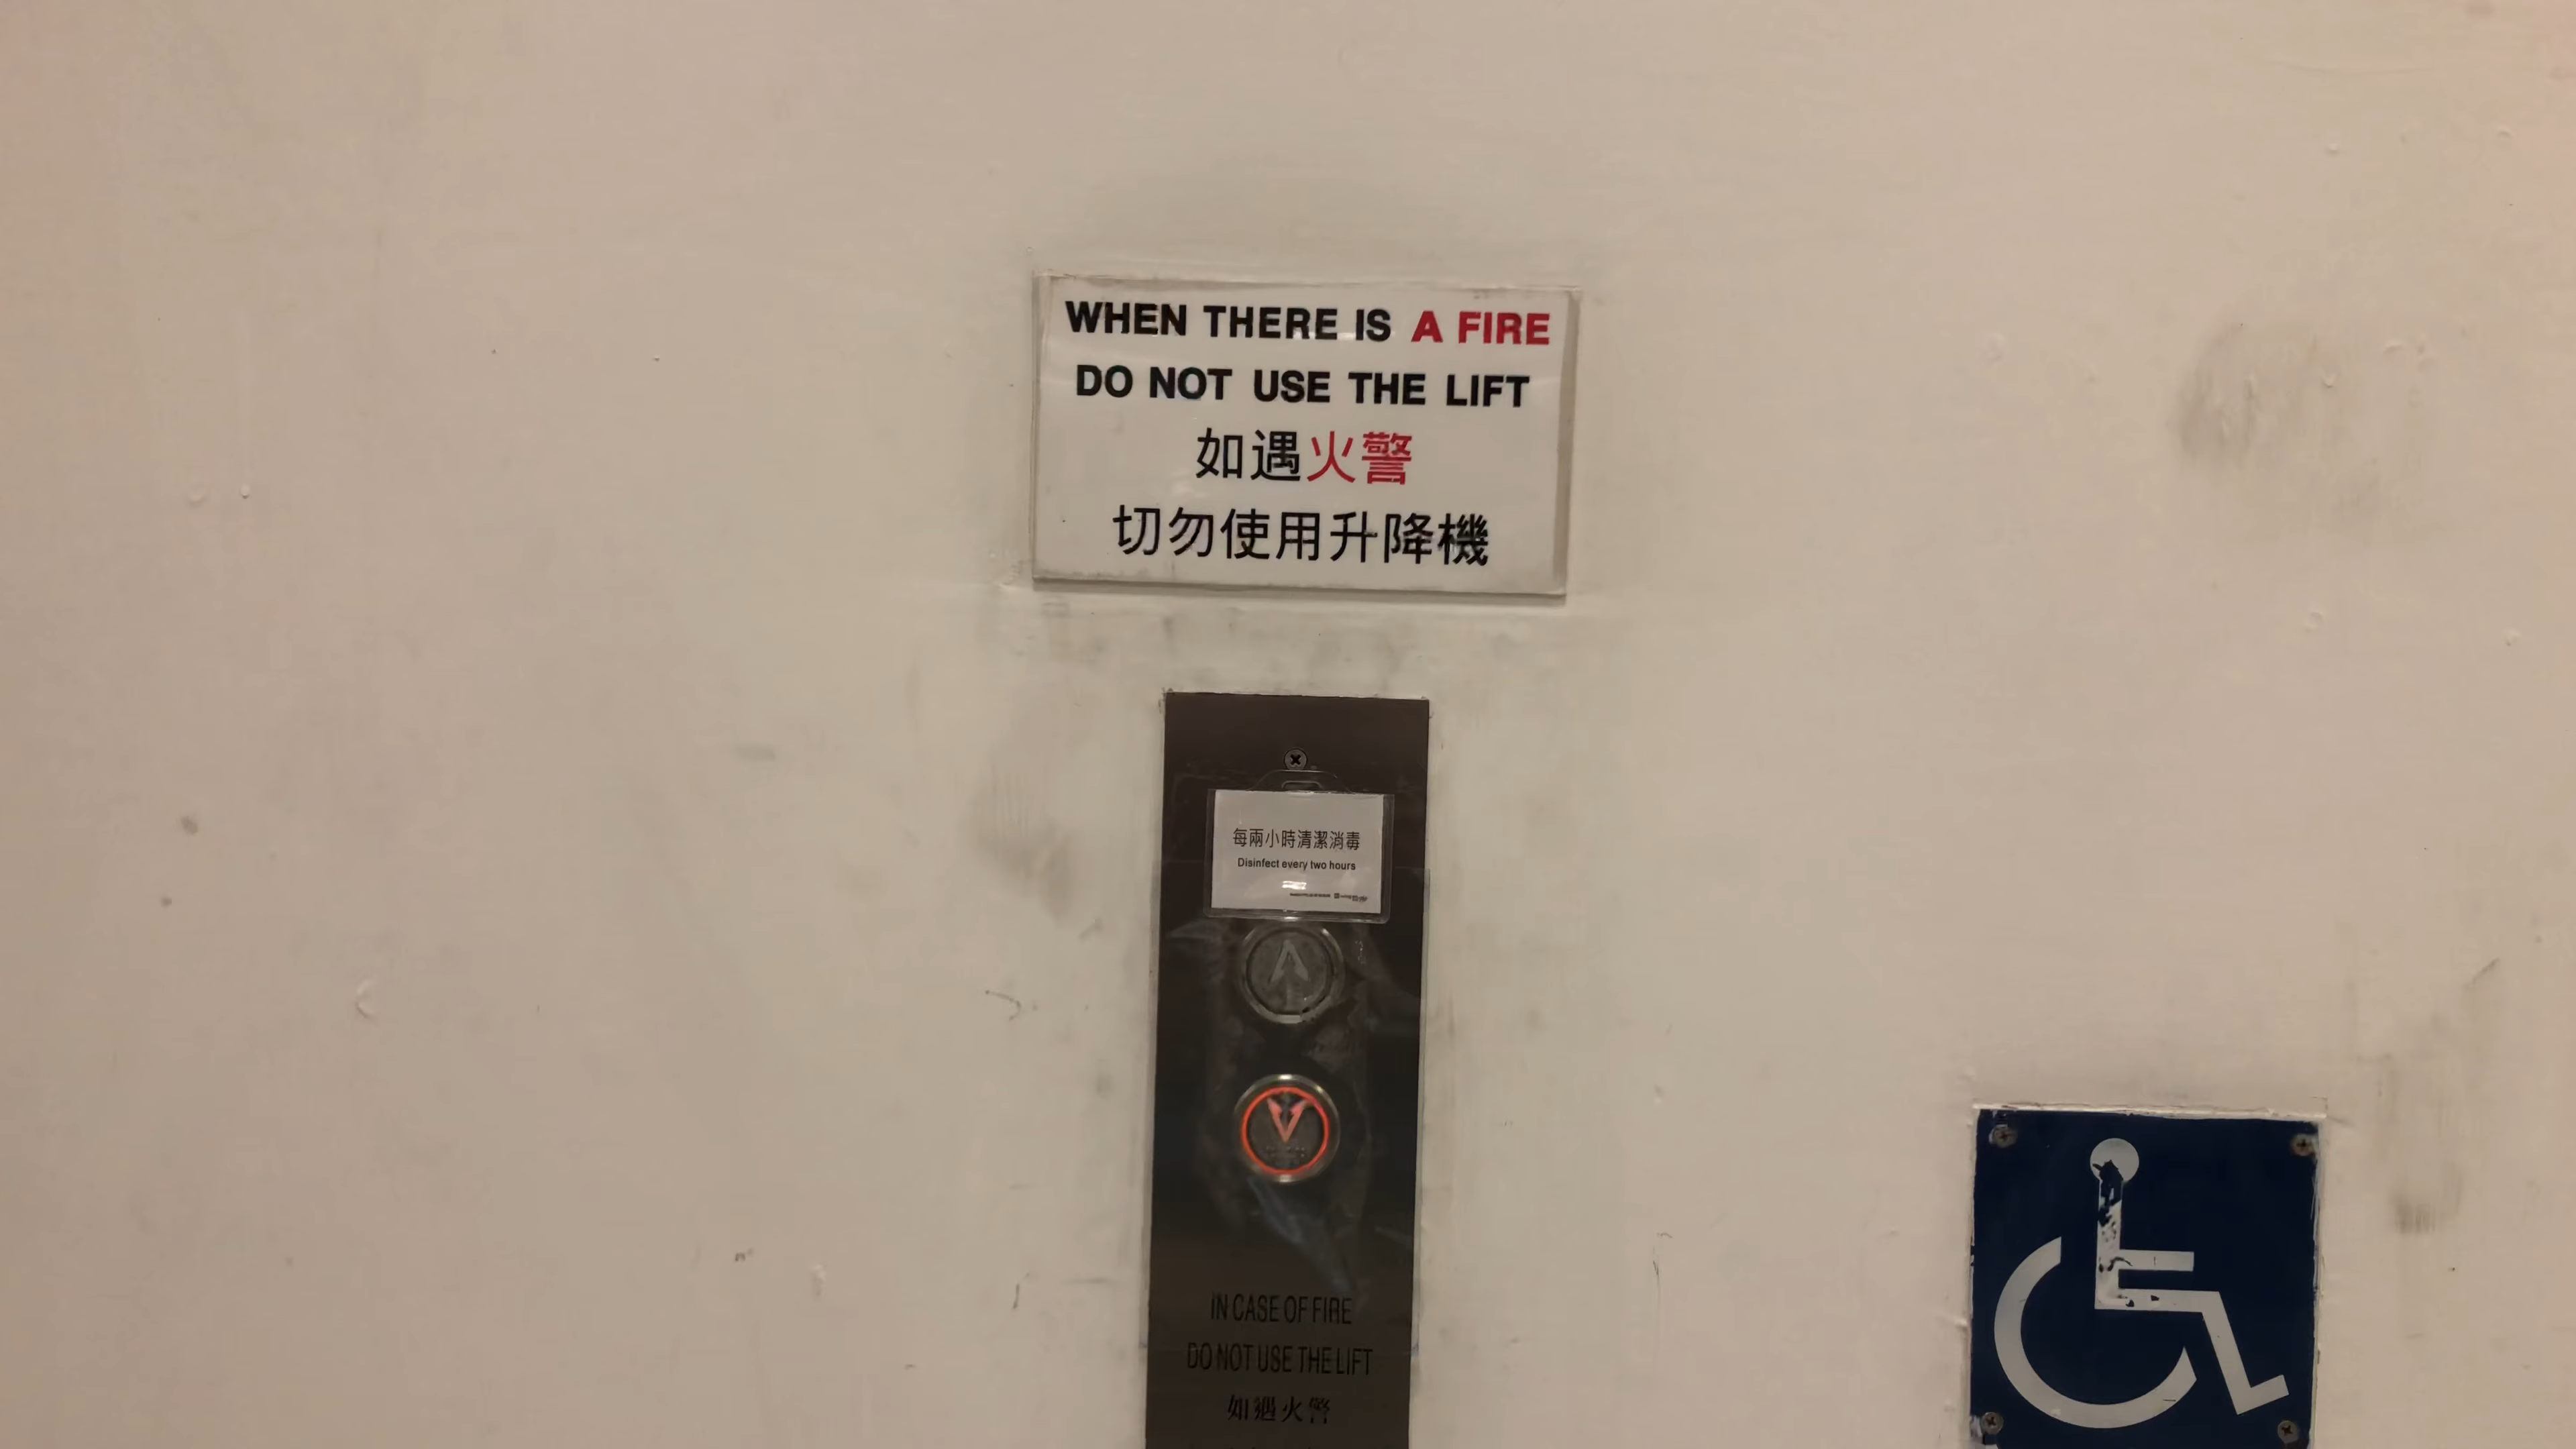 WHEN THERE IS A FIRE
DO NOT USE THE LIFT
如遇火警
切勿使用升降機
每兩小時清潔消毒
Disinfect every two hours
IN CASE OF FIRE
DO NOT USE THE LIFT
如遇火警